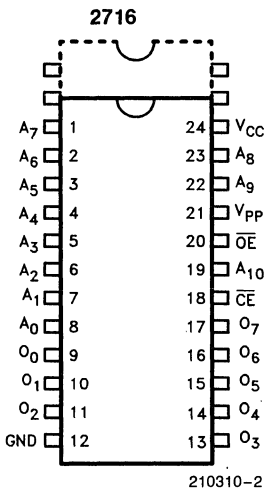 2716
A7 1 24 VCC
A6 2 23 A8
A5 3 22 A9
A4 4 21 VPP
A3 5 20 O̅E̅
A2 6 19 A10
A1 7 18 C̅E̅
A0 8 17 O7
O0 9 16 O6
O1 10 15 O5
O2 11 14 O4
GND 12 13 O3
210310-2